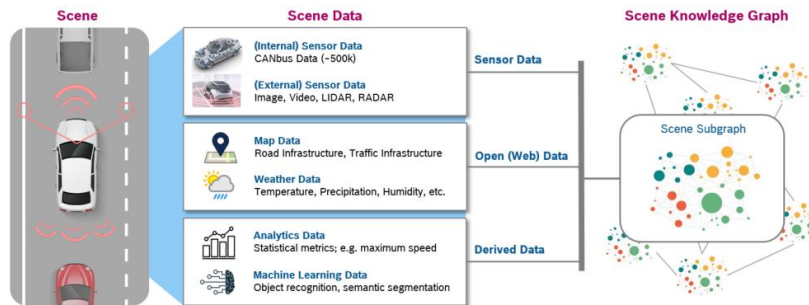 Scene
Scene Data
Scene Knowledge Graph
(Internal) Sensor Data
CANbus Data (~500k)
(External) Sensor Data
Image, Video, LIDAR, RADAR
Sensor Data
Map Data
Road Infrastructure, Traffic Infrastructure
Weather Data
Temperature, Precipitation, Humidity, etc.
Open (Web) Data
Analytics Data
Statistical metrics; e.g. maximum speed
Machine Learning Data
Object recognition, semantic segmentation
Derived Data
Scene Subgraph